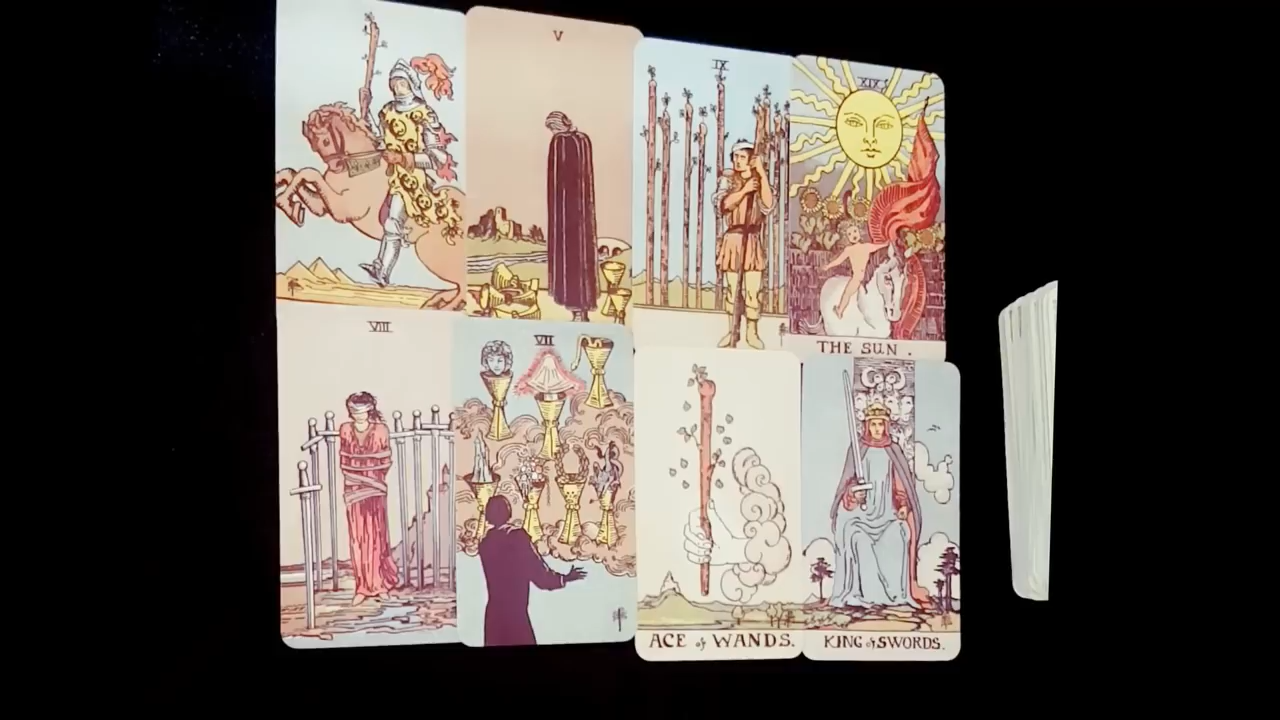 V
IX
XIX
THE SUN .
VIII
VII
ACE of WANDS.
KING of SWORDS.